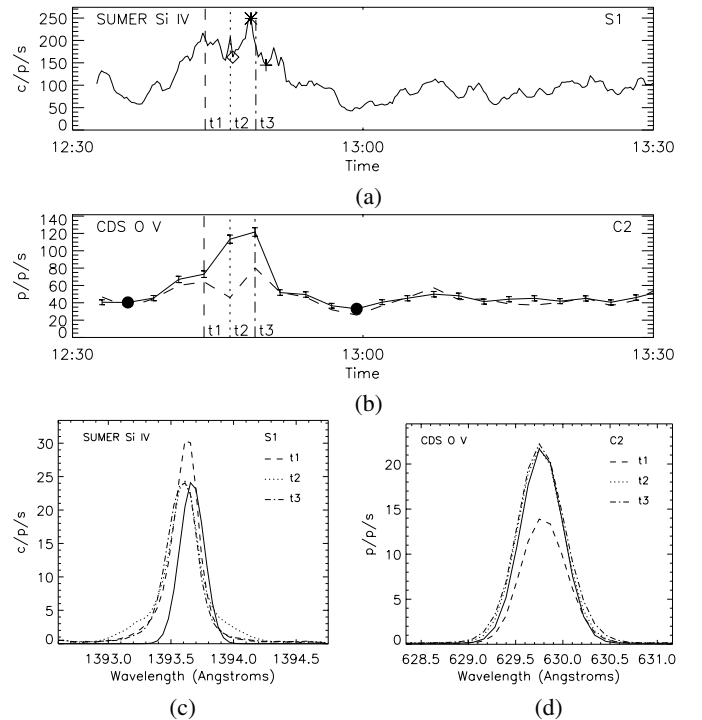 SUMER Si IV S1
250
200
150
100
50
0
c/p/s
t1 t2 t3
12:30 13:00 13:30
Time
(a)
CDS O V C2
140
120
100
80
60
40
20
0
p/p/s
t1 t2 t3
12:30 13:00 13:30
Time
(b)
SUMER Si IV S1
t1
t2
t3
30
25
20
15
10
5
0
c/p/s
1393.0 1393.5 1394.0 1394.5
Wavelength (Angstroms)
(c)
CDS O V C2
t1
t2
t3
20
15
10
5
0
p/p/s
628.5 629.0 629.5 630.0 630.5 631.0
Wavelength (Angstroms)
(d)